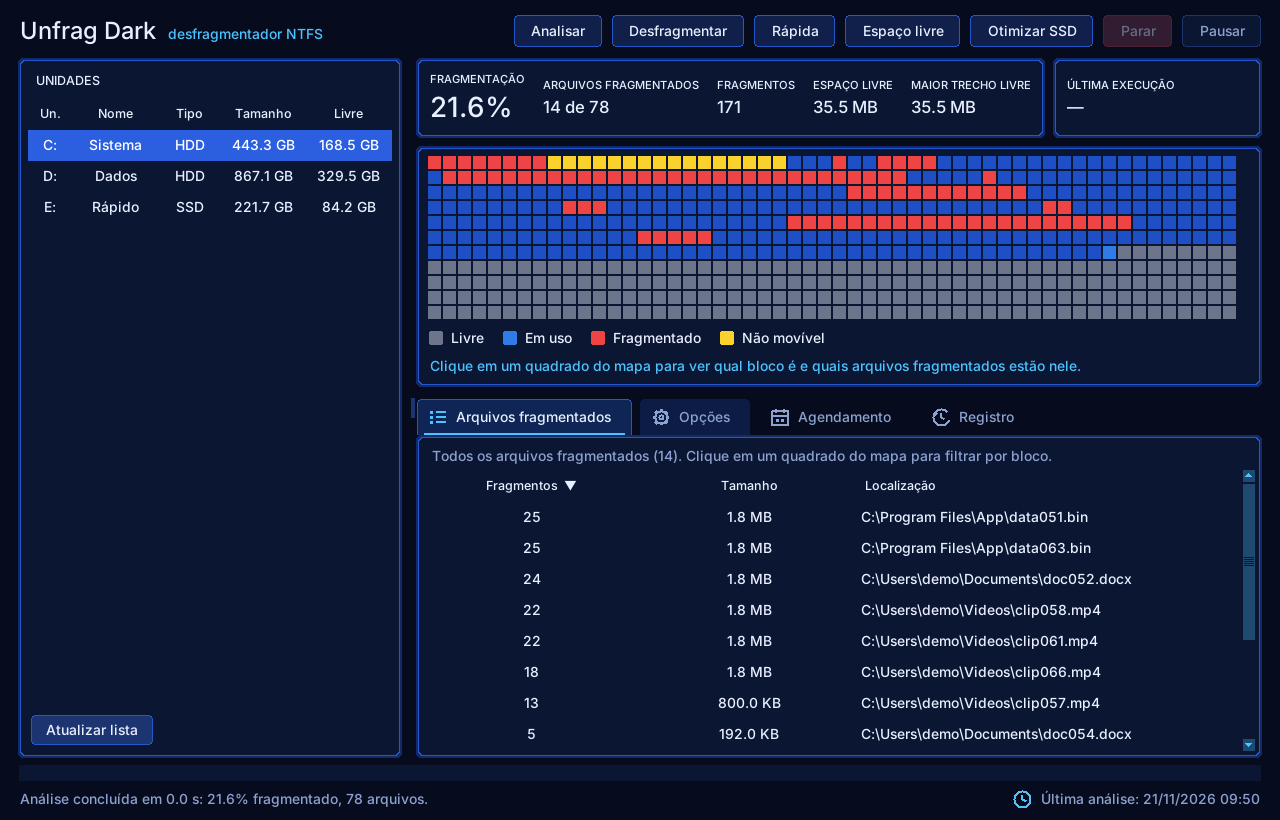 Unfrag Dark desfragmentador NTFS
Analisar Desfragmentar Rápida Espaço livre Otimizar SSD Parar Pausar
UNIDADES
Un. Nome Tipo Tamanho Livre
C: Sistema HDD 443.3 GB 168.5 GB
D: Dados HDD 867.1 GB 329.5 GB
E: Rápido SSD 221.7 GB 84.2 GB
Atualizar lista
FRAGMENTAÇÃO ARQUIVOS FRAGMENTADOS FRAGMENTOS ESPAÇO LIVRE MAIOR TRECHO LIVRE ÚLTIMA EXECUÇÃO
21.6% 14 de 78 171 35.5 MB 35.5 MB —
Livre Em uso Fragmentado Não movível
Clique em um quadrado do mapa para ver qual bloco é e quais arquivos fragmentados estão nele.
Arquivos fragmentados Opções Agendamento Registro
Todos os arquivos fragmentados (14). Clique em um quadrado do mapa para filtrar por bloco.
Fragmentos ▼ Tamanho Localização
25 1.8 MB C:\Program Files\App\data051.bin
25 1.8 MB C:\Program Files\App\data063.bin
24 1.8 MB C:\Users\demo\Documents\doc052.docx
22 1.8 MB C:\Users\demo\Videos\clip058.mp4
22 1.8 MB C:\Users\demo\Videos\clip061.mp4
18 1.8 MB C:\Users\demo\Videos\clip066.mp4
13 800.0 KB C:\Users\demo\Videos\clip057.mp4
5 192.0 KB C:\Users\demo\Documents\doc054.docx
Análise concluída em 0.0 s: 21.6% fragmentado, 78 arquivos.
Última análise: 21/11/2026 09:50